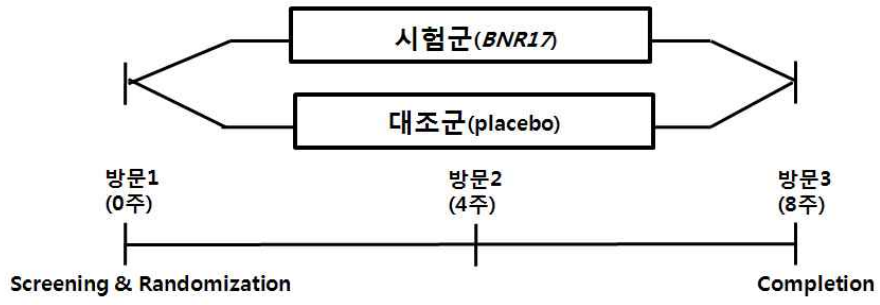 시험군(BNR17)
대조군(placebo)
방문1
(0주)
방문2
(4주)
방문3
(8주)
Screening & Randomization
Completion